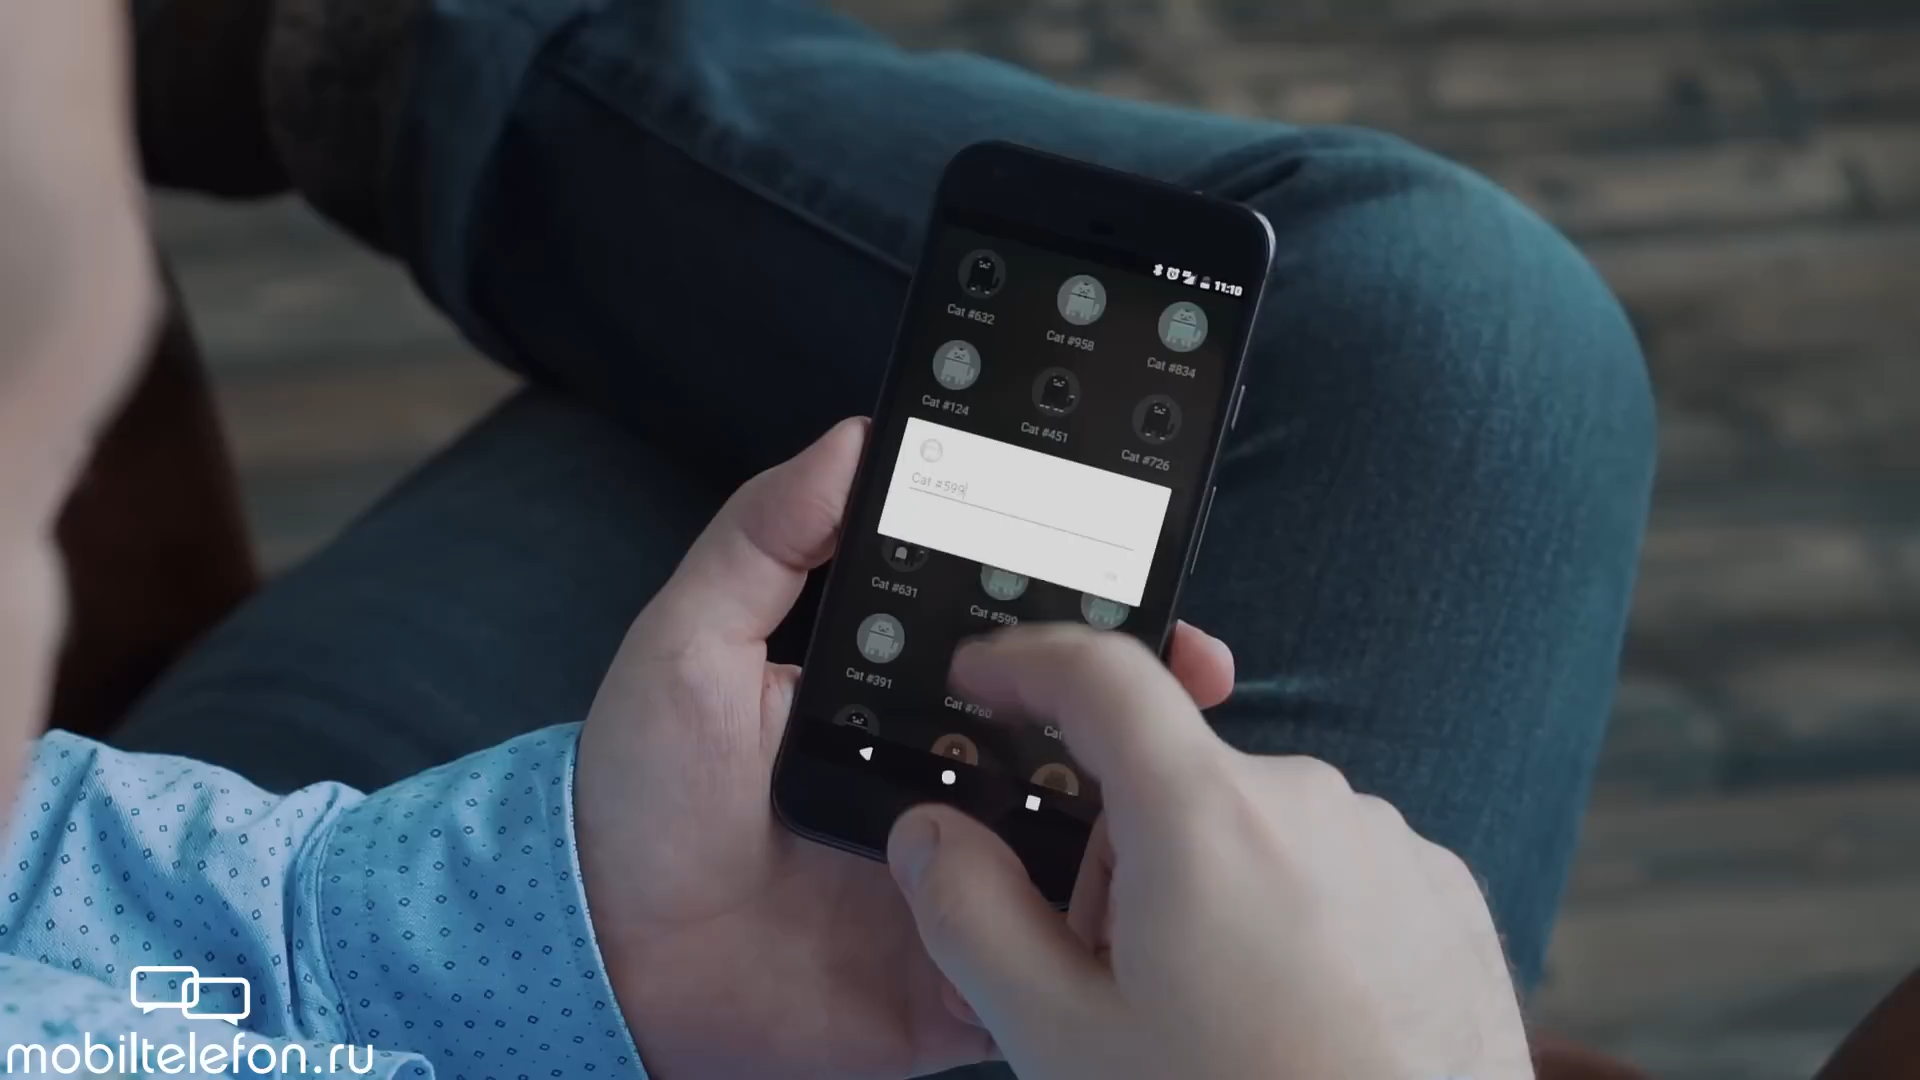 11:10
Cat #632
Cat #958
Cat #834
Cat #124
Cat #451
Cat #726
Cat #599
Cat #631
Cat #599
Cat #391
Cat #760
Cat
mobiltelefon.ru